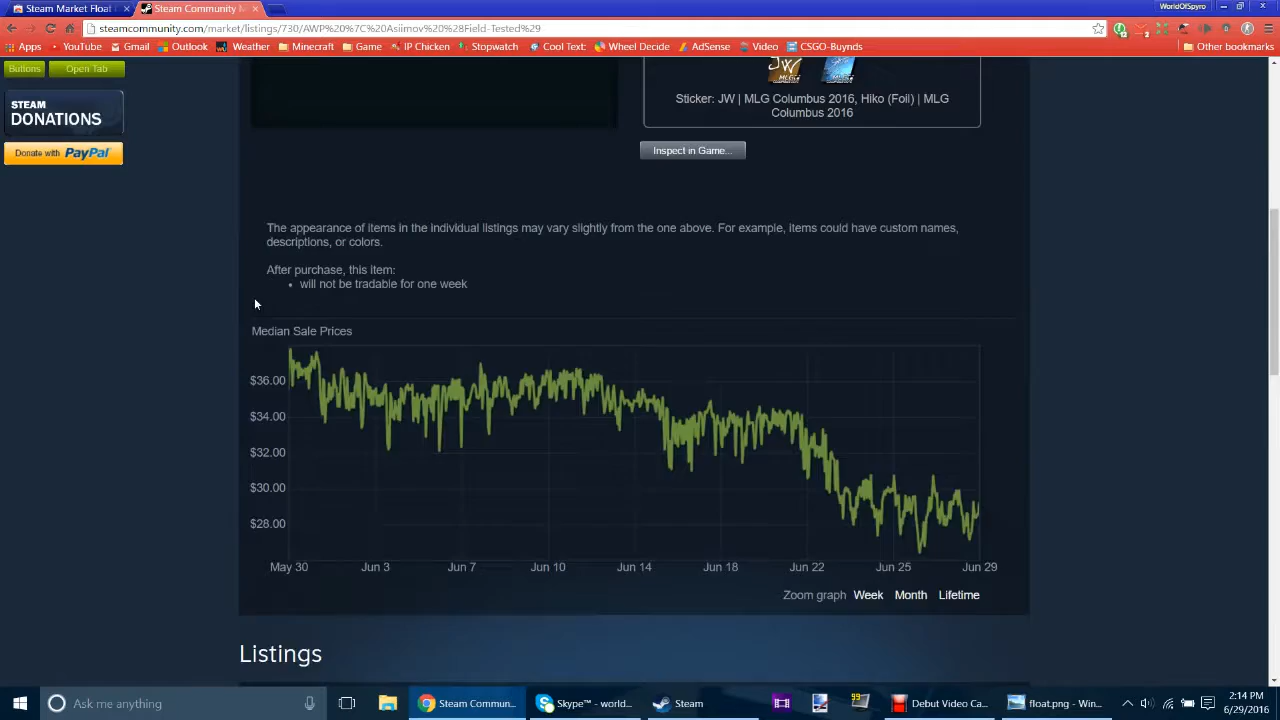 Steam Market Float
Steam Community M
WorldOfSpyro
steamcommunity.com/market/listings/730/AWP%20%7C%20Asiimov%20%28Field-Tested%29
Apps YouTube Gmail Outlook Weather Minecraft Game IP Chicken Stopwatch Cool Text: Wheel Decide AdSense Video CSGO-Buynds Other bookmarks
Buttons Open Tab
STEAM
DONATIONS
Donate with PayPal
JW
MLG
MLG
Sticker: JW | MLG Columbus 2016, Hiko (Foil) | MLG
Columbus 2016
Inspect in Game...
The appearance of items in the individual listings may vary slightly from the one above. For example, items could have custom names,
descriptions, or colors.
After purchase, this item:
• will not be tradable for one week
Median Sale Prices
$36.00
$34.00
$32.00
$30.00
$28.00
May 30 Jun 3 Jun 7 Jun 10 Jun 14 Jun 18 Jun 22 Jun 25 Jun 29
Zoom graph Week Month Lifetime
Listings
Ask me anything
Steam Commun...
Skype™ - world...
Steam
99
Debut Video Ca...
float.png - Win...
2:14 PM
6/29/2016